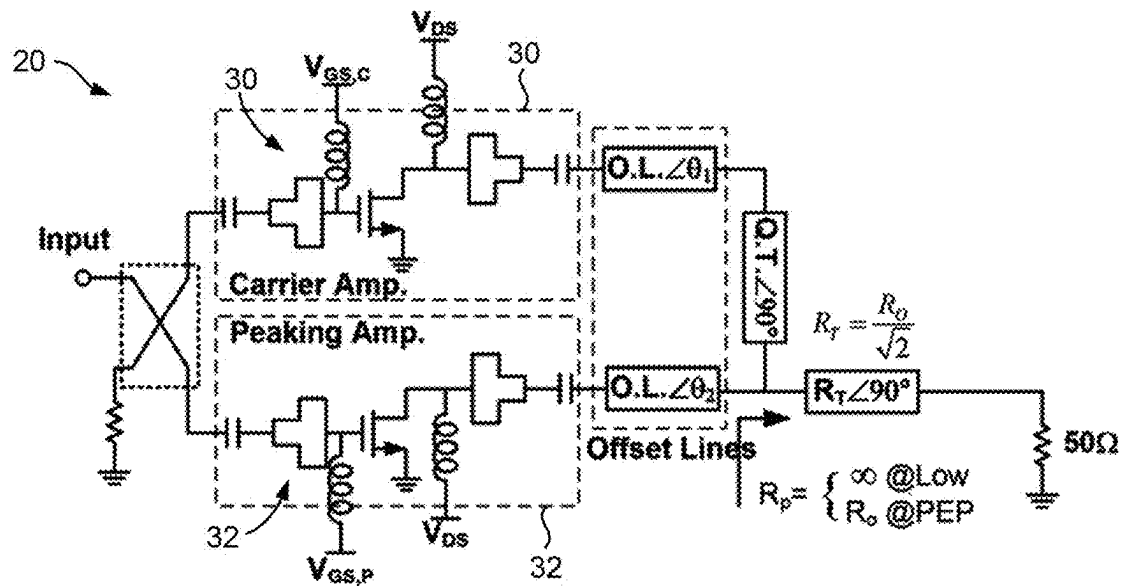 20
V_DS
V_GS,C
30
30
O.L.∠θ₁
Input
Carrier Amp.
Q.T.∠90°
R_T = R_O/√2
Peaking Amp.
O.L.∠θ₂
R_T∠90°
Offset Lines
50Ω
R_p= { ∞ @Low
R_o @PEP
32
V_DS
32
V_GS,P